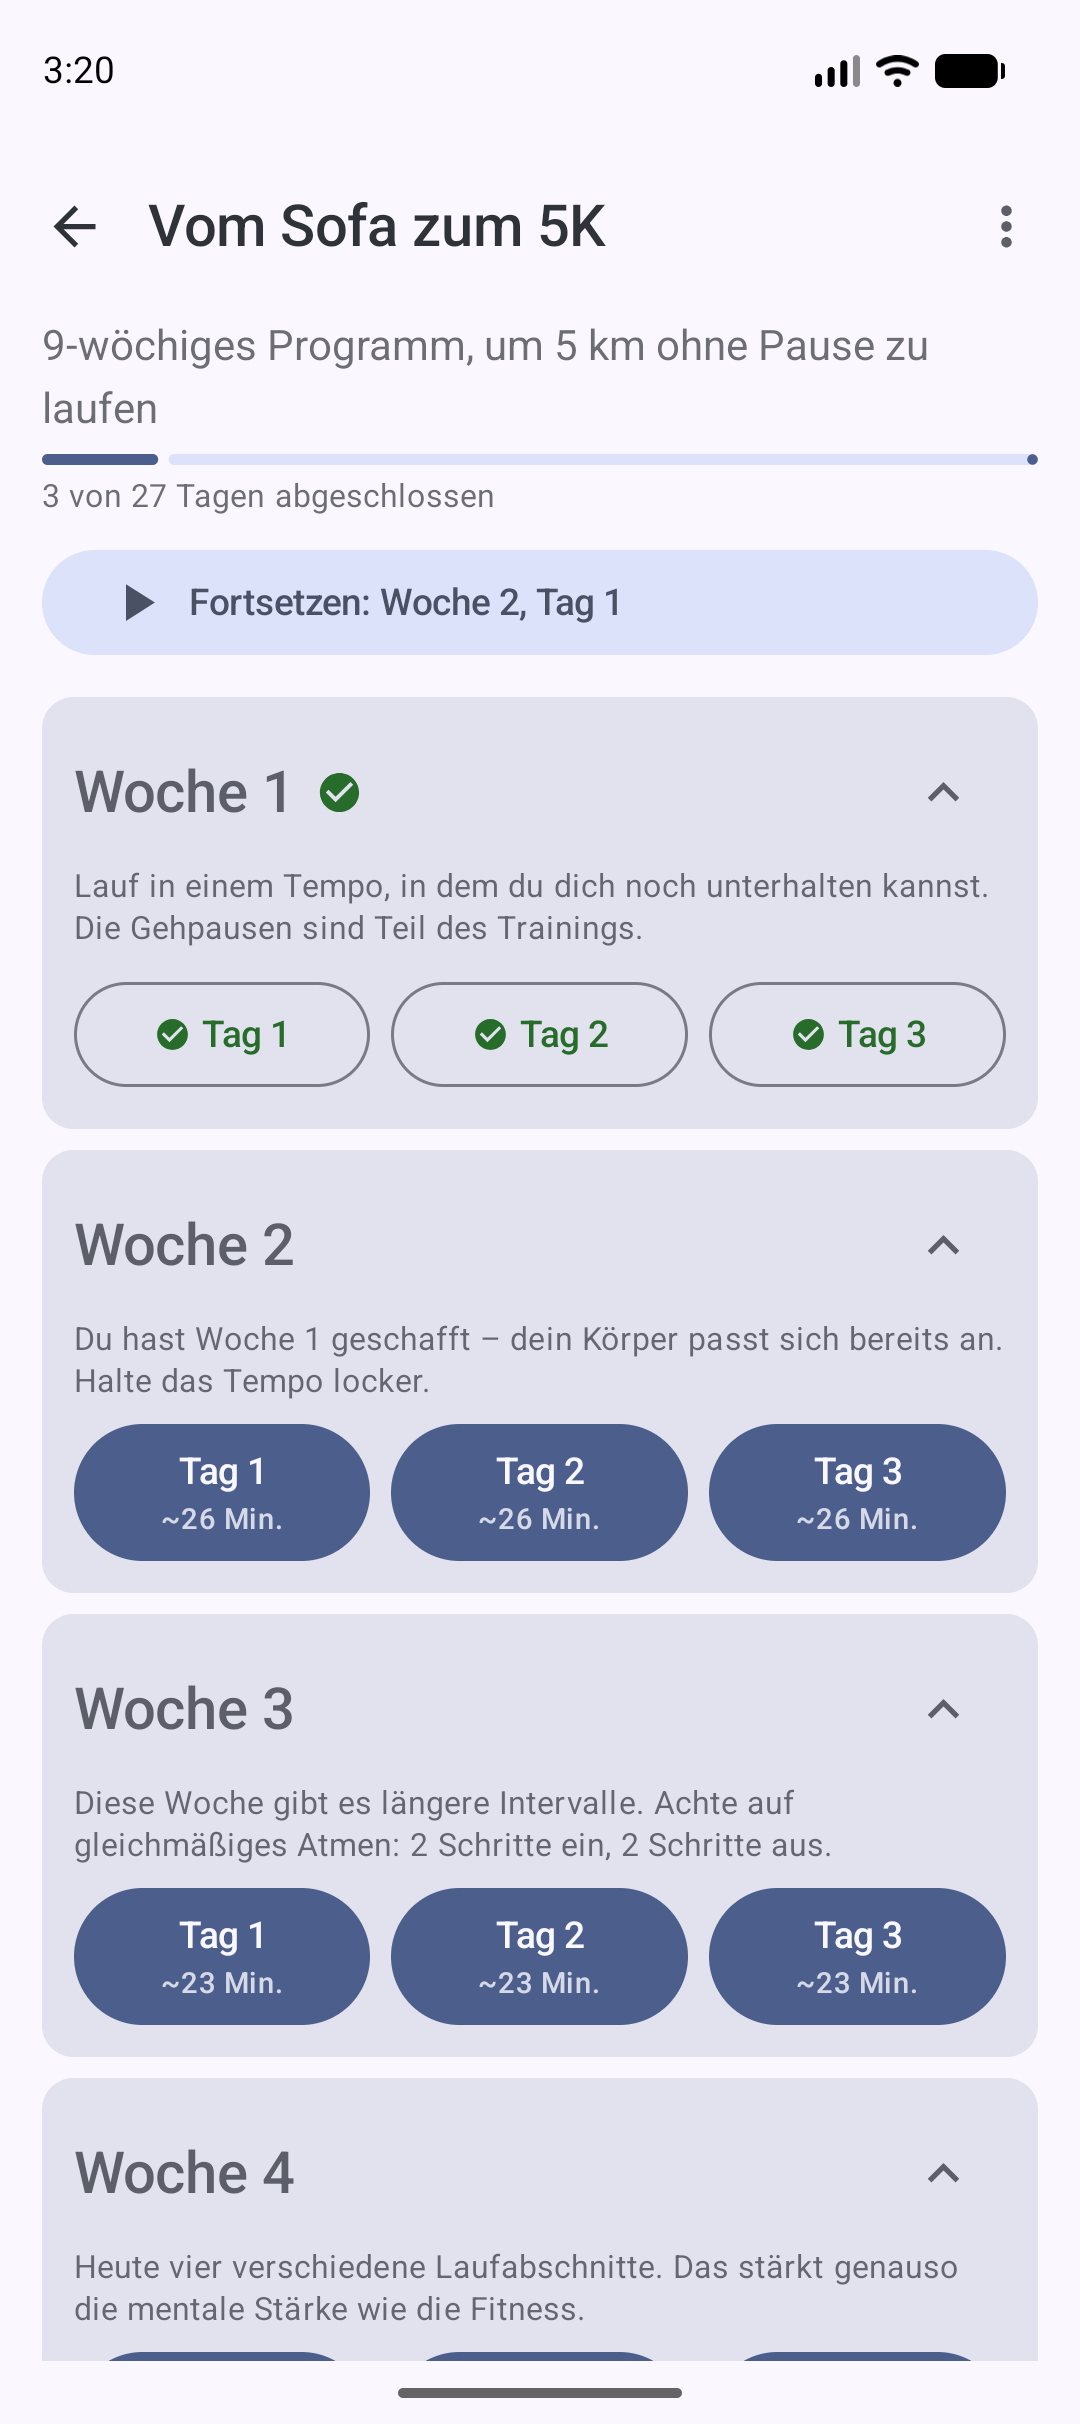 3:20
Vom Sofa zum 5K
9-wöchiges Programm, um 5 km ohne Pause zu
laufen
3 von 27 Tagen abgeschlossen
Fortsetzen: Woche 2, Tag 1
Woche 1
Lauf in einem Tempo, in dem du dich noch unterhalten kannst.
Die Gehpausen sind Teil des Trainings.
Tag 1 Tag 2 Tag 3
Woche 2
Du hast Woche 1 geschafft – dein Körper passt sich bereits an.
Halte das Tempo locker.
Tag 1 Tag 2 Tag 3
~26 Min. ~26 Min. ~26 Min.
Woche 3
Diese Woche gibt es längere Intervalle. Achte auf
gleichmäßiges Atmen: 2 Schritte ein, 2 Schritte aus.
Tag 1 Tag 2 Tag 3
~23 Min. ~23 Min. ~23 Min.
Woche 4
Heute vier verschiedene Laufabschnitte. Das stärkt genauso
die mentale Stärke wie die Fitness.